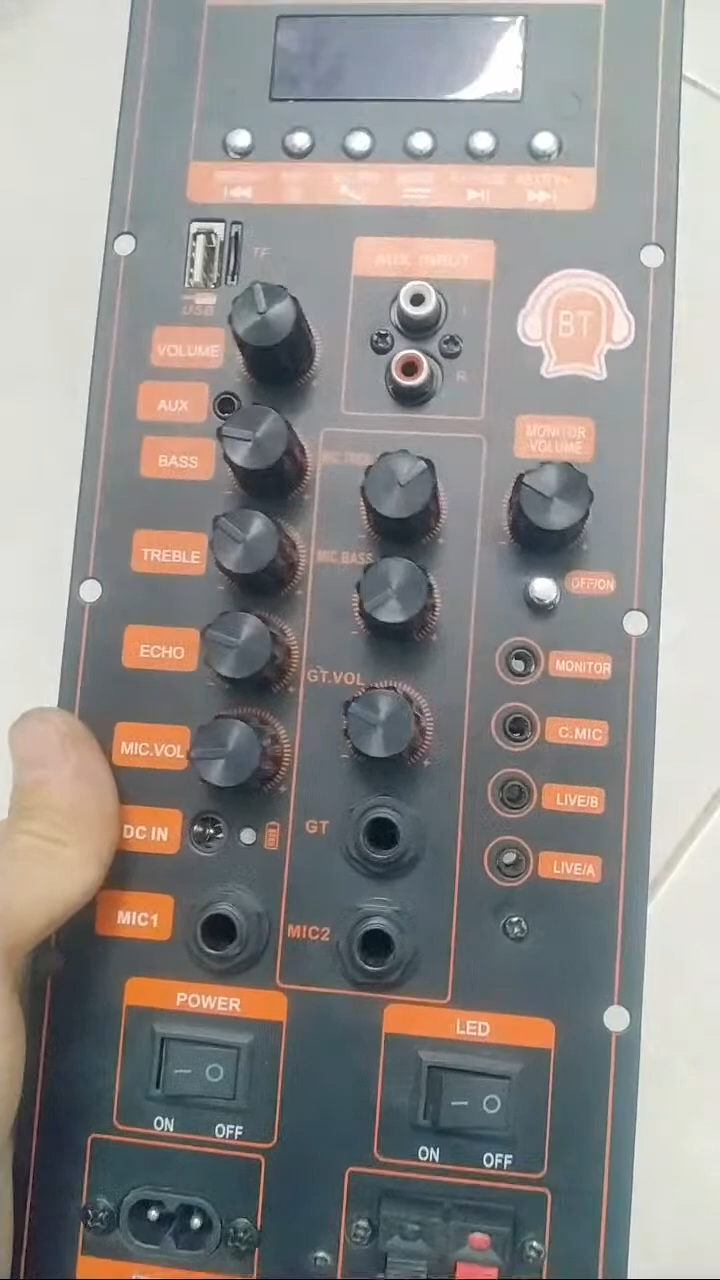 TF
USB
AUX INPUT
L
R
BT
VOLUME
AUX
BASS
MONITOR
VOLUME
TREBLE
MIC BASS
OFF/ON
ECHO
GT.VOL
MONITOR
MIC.VOL
C.MIC
LIVE/B
DC IN
GT
LIVE/A
MIC1
MIC2
POWER
LED
ON OFF
ON OFF